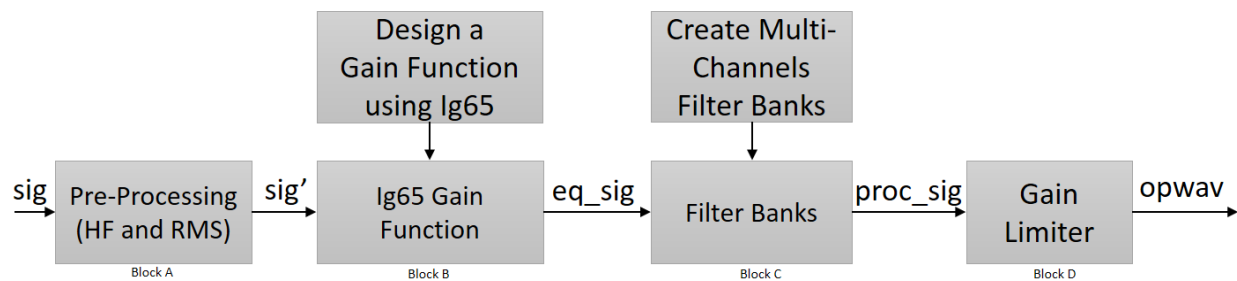 Design a
Gain Function
using Ig65
Create Multi-
Channels
Filter Banks
sig
Pre-Processing
(HF and RMS)
sig’
Ig65 Gain
Function
eq_sig
Filter Banks
proc_sig
Gain
Limiter
opwav
Block A
Block B
Block C
Block D